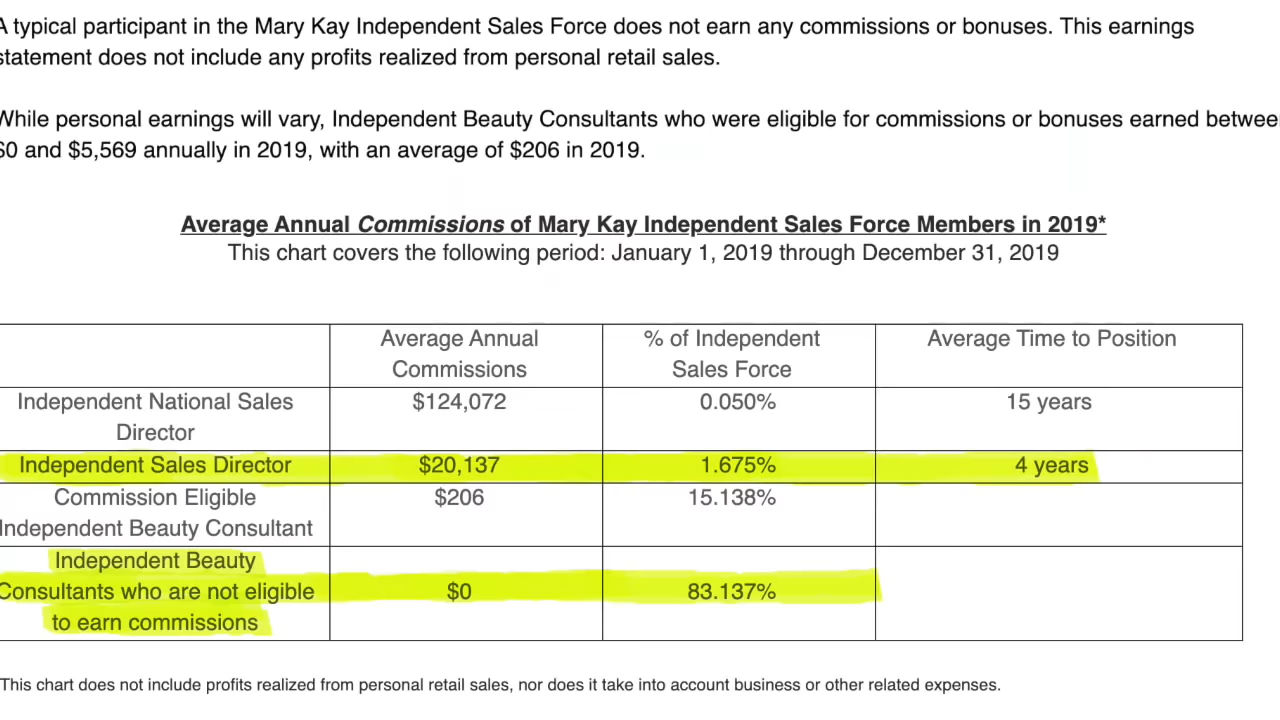 A typical participant in the Mary Kay Independent Sales Force does not earn any commissions or bonuses. This earnings
statement does not include any profits realized from personal retail sales.
While personal earnings will vary, Independent Beauty Consultants who were eligible for commissions or bonuses earned between
$0 and $5,569 annually in 2019, with an average of $206 in 2019.
Average Annual Commissions of Mary Kay Independent Sales Force Members in 2019*
This chart covers the following period: January 1, 2019 through December 31, 2019
Average Annual
Commissions
% of Independent
Sales Force
Average Time to Position
Independent National Sales
Director
$124,072
0.050%
15 years
Independent Sales Director
$20,137
1.675%
4 years
Commission Eligible
Independent Beauty Consultant
$206
15.138%
Independent Beauty
Consultants who are not eligible
to earn commissions
$0
83.137%
This chart does not include profits realized from personal retail sales, nor does it take into account business or other related expenses.